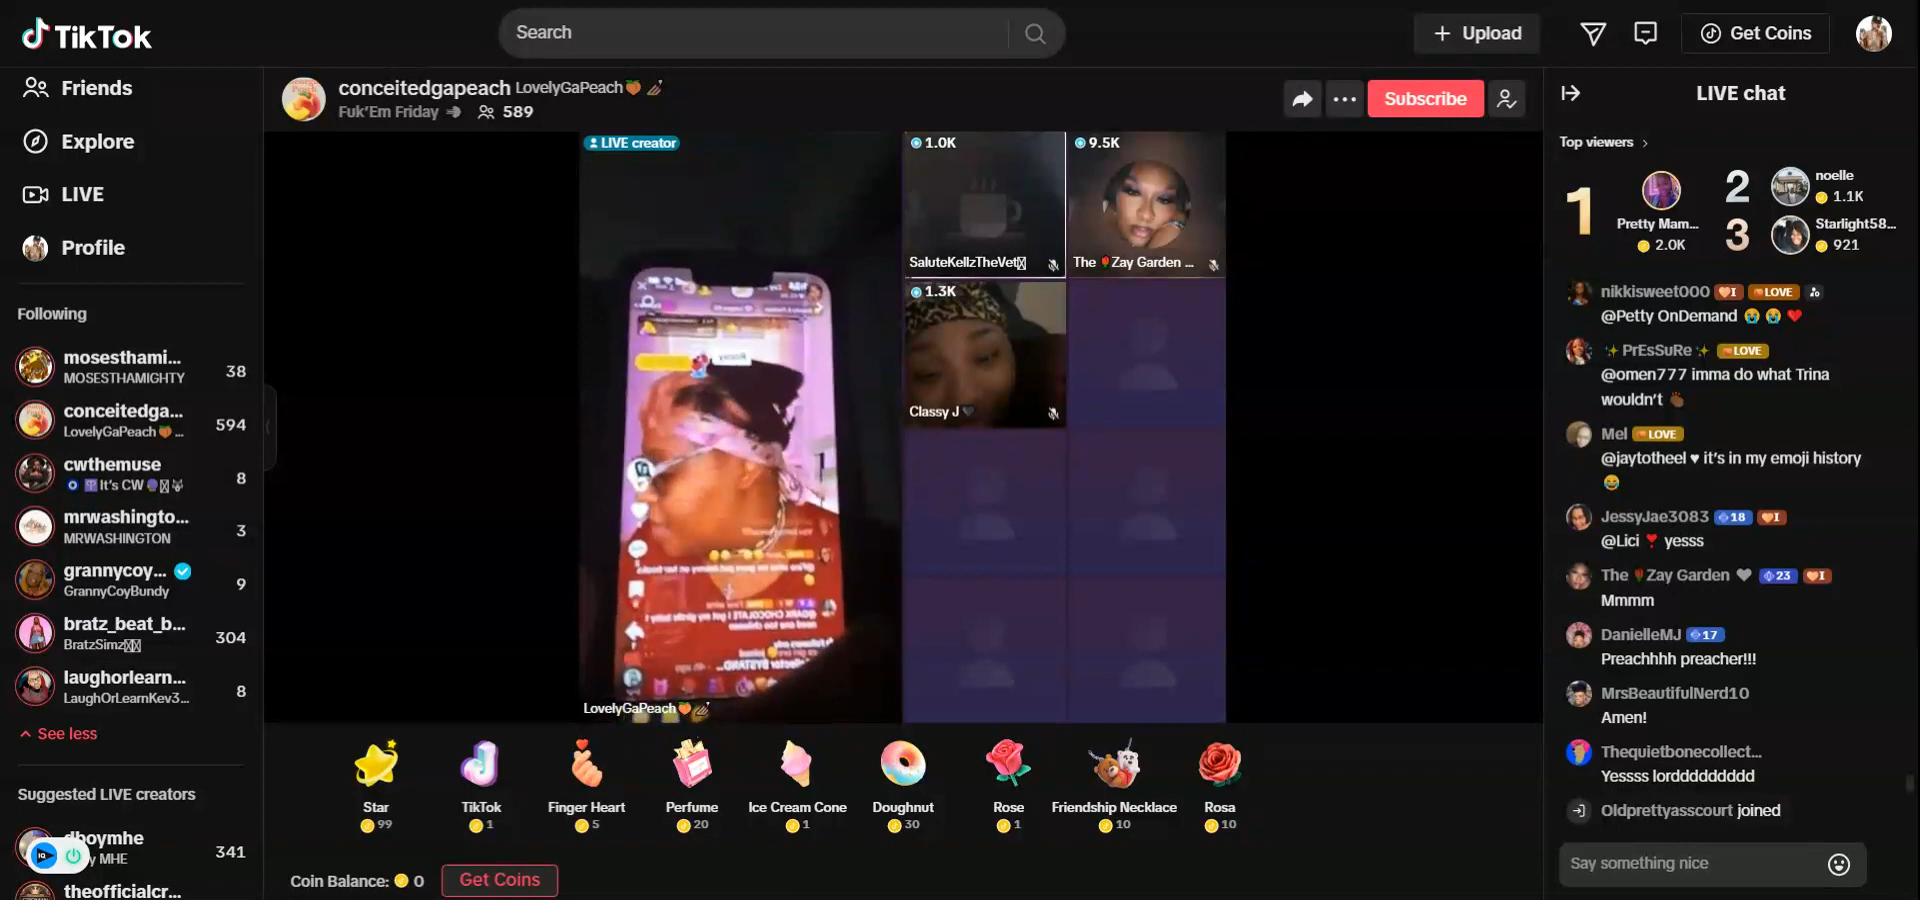 TikTok
Search
Upload
Get Coins
Friends
Explore
LIVE
Profile
Following
mosesthami...
MOSESTHAMIGHTY
38
conceitedga...
LovelyGaPeach🍑...
594
cwthemuse
It's CW
8
mrwashingto...
MRWASHINGTON
3
grannycoy...
GrannyCoyBundy
9
bratz_beat_b...
BratzSimz
304
laughorlearn...
LaughOrLearnKev3...
8
See less
Suggested LIVE creators
dboymhe
y MHE
341
theofficialcr...
conceitedgapeach LovelyGaPeach🍑💅🏾
Fuk'Em Friday 589
Subscribe
LIVE creator
1.0K
SaluteKellzTheVet
9.5K
The 🌹Zay Garden ...
1.3K
Classy J 🖤
LovelyGaPeach🍑💅🏾
Star
99
TikTok
1
Finger Heart
5
Perfume
20
Ice Cream Cone
1
Doughnut
30
Rose
1
Friendship Necklace
10
Rosa
10
Coin Balance: 0
Get Coins
LIVE chat
Top viewers
1
Pretty Mam...
2.0K
2
noelle
1.1K
3
Starlight58...
921
nikkisweet000 I LOVE
@Petty OnDemand 😭 😭 ❤️
✨PrEsSuRe✨ LOVE
@omen777 imma do what Trina
wouldn't 👏🏾
Mel LOVE
@jaytotheel ♥ it's in my emoji history
😂
JessyJae3083 18 I
@Lici ❣️ yesss
The 🌹Zay Garden 🖤 23 I
Mmmm
DanielleMJ 17
Preachhhh preacher!!!
MrsBeautifulNerd10
Amen!
Thequietbonecollect...
Yessss lorddddddddd
Oldprettyasscourt joined
Say something nice